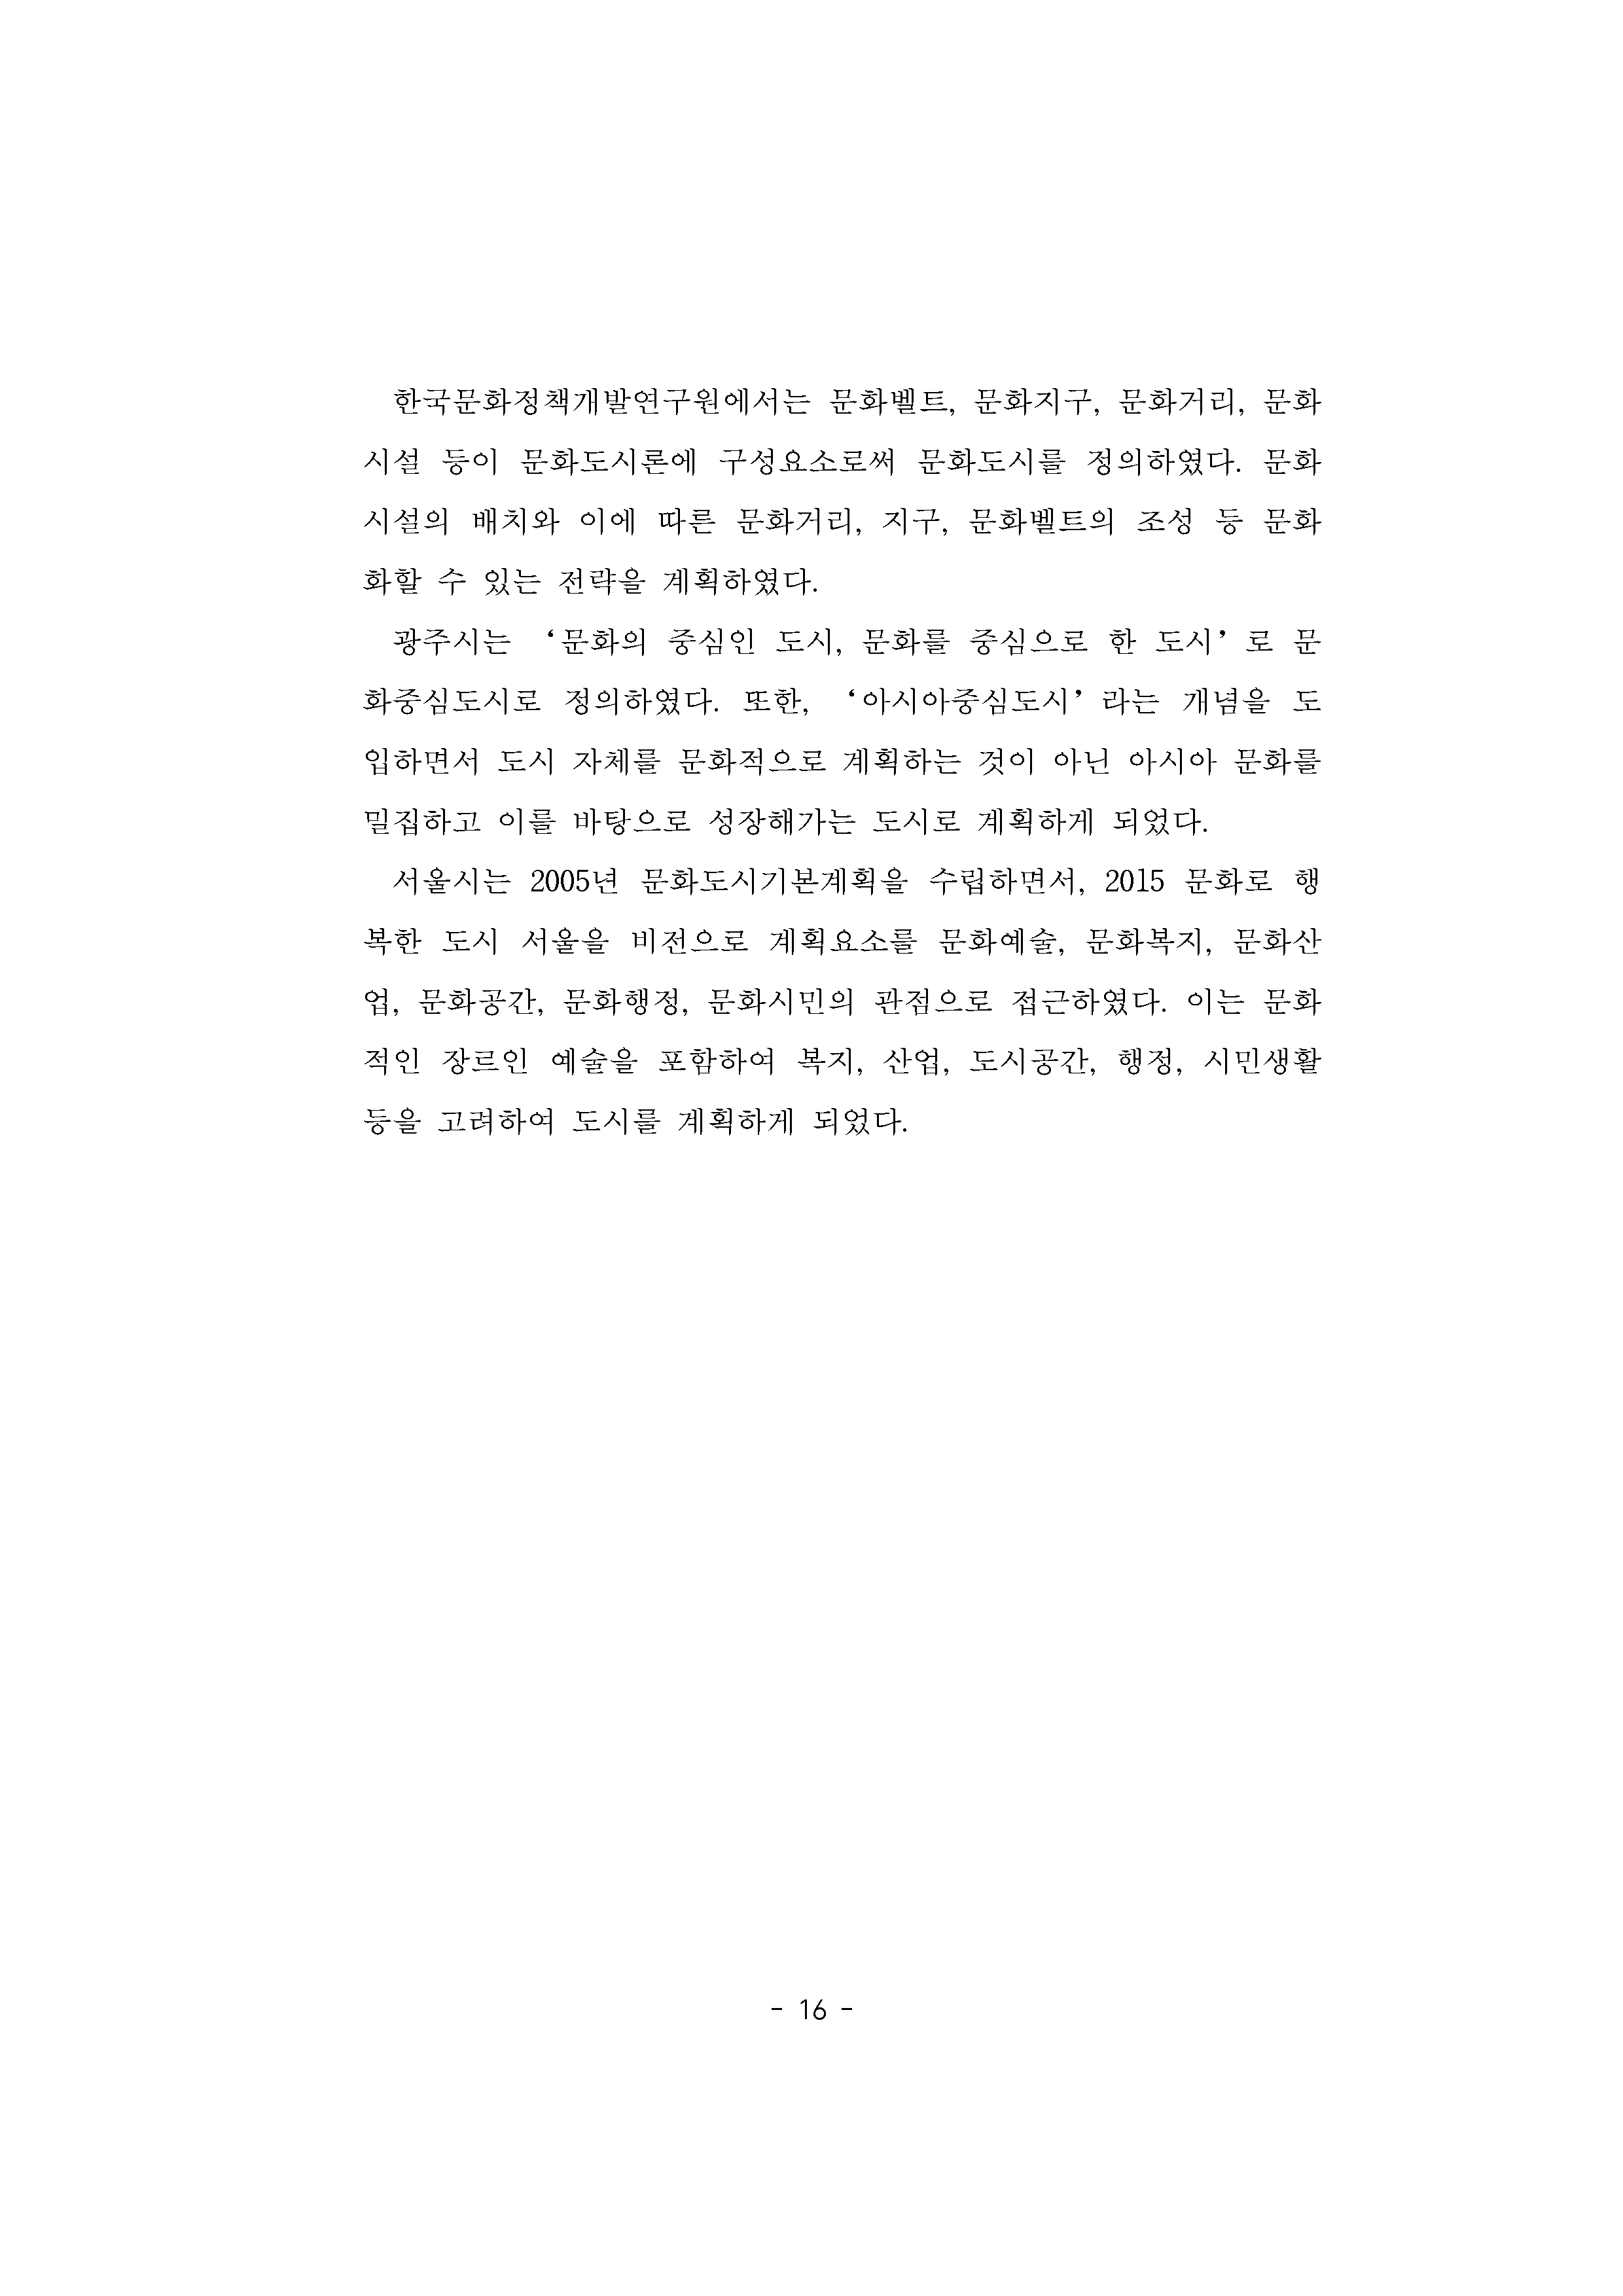 한국문화정책개발연구원에서는 문화벨트, 문화지구, 문화거리, 문화
시설 등이 문화도시론에 구성요소로써 문화도시를 정의하였다. 문화
시설의 배치와 이에 따른 문화거리, 지구, 문화벨트의 조성 등 문화
화할 수 있는 전략을 계획하였다.
광주시는 ‘문화의 중심인 도시, 문화를 중심으로 한 도시’로 문
화중심도시로 정의하였다. 또한, ‘아시아중심도시’라는 개념을 도
입하면서 도시 자체를 문화적으로 계획하는 것이 아닌 아시아 문화를
밀집하고 이를 바탕으로 성장해가는 도시로 계획하게 되었다.
서울시는 2005년 문화도시기본계획을 수립하면서, 2015 문화로 행
복한 도시 서울을 비전으로 계획요소를 문화예술, 문화복지, 문화산
업, 문화공간, 문화행정, 문화시민의 관점으로 접근하였다. 이는 문화
적인 장르인 예술을 포함하여 복지, 산업, 도시공간, 행정, 시민생활
등을 고려하여 도시를 계획하게 되었다.
- 16 -